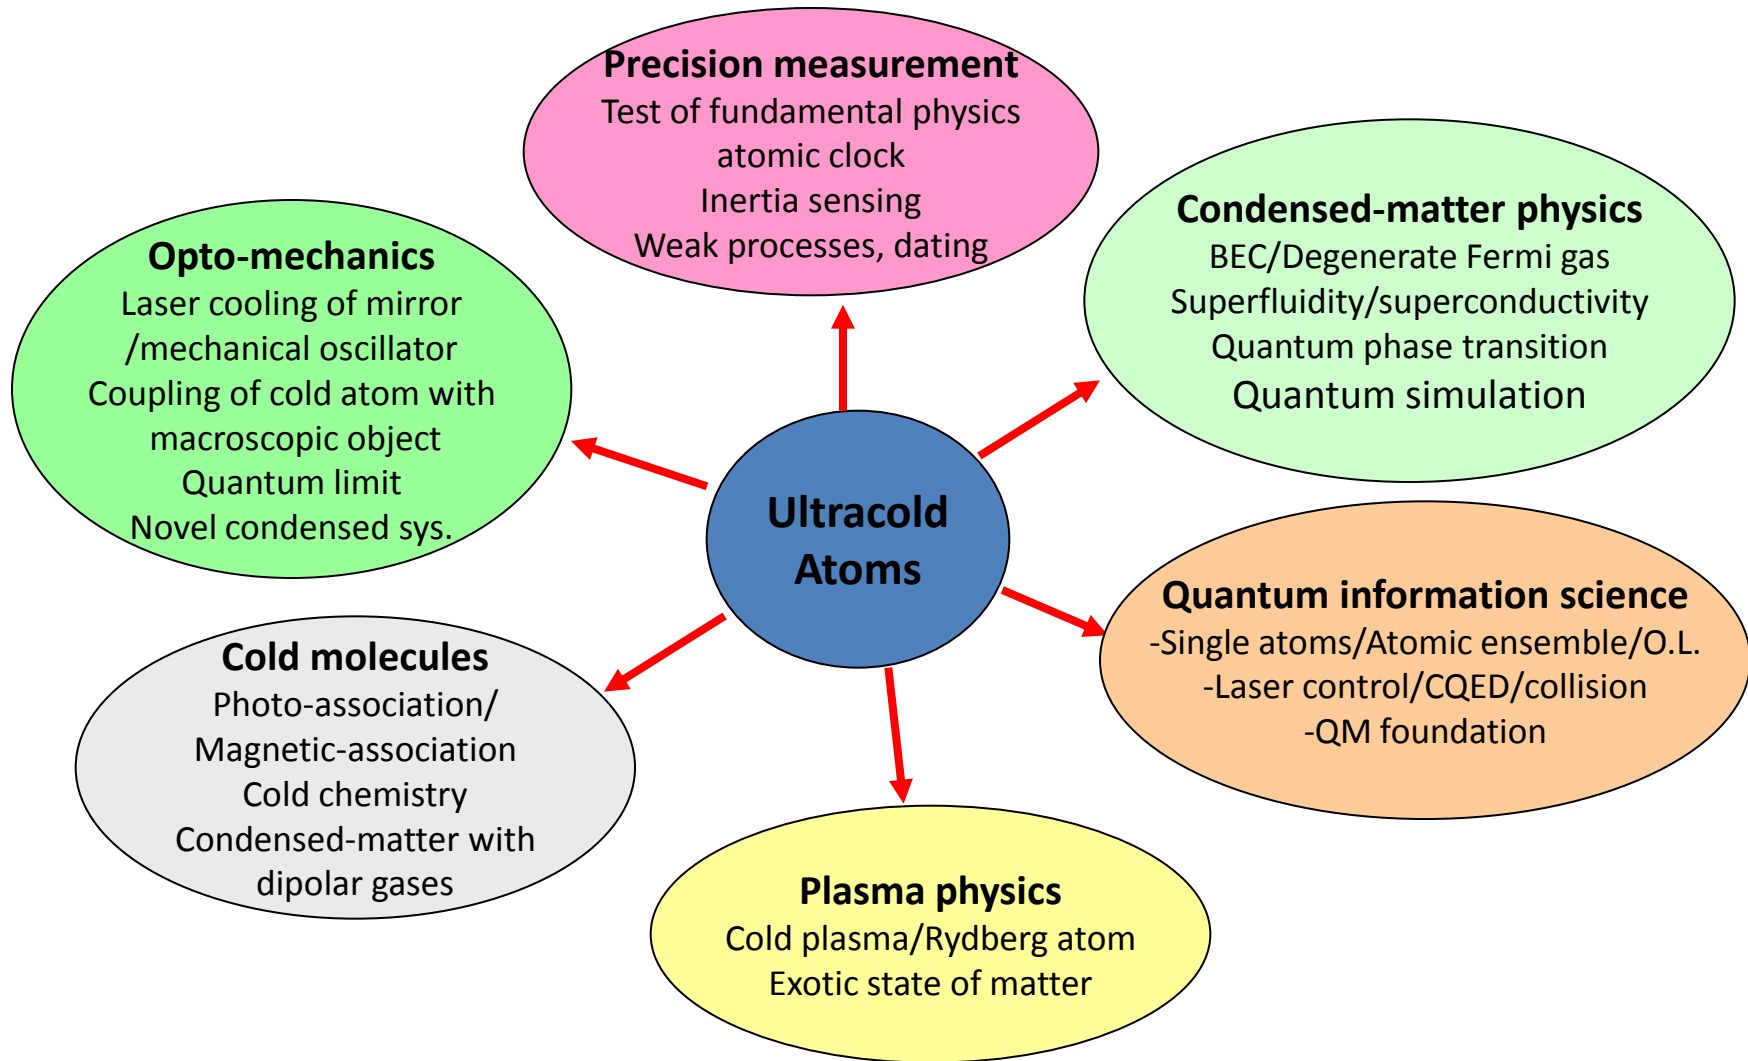 Precision measurement
Test of fundamental physics
atomic clock
Inertia sensing
Weak processes, dating
Condensed-matter physics
BEC/Degenerate Fermi gas
Superfluidity/superconductivity
Quantum phase transition
Quantum simulation
Opto-mechanics
Laser cooling of mirror
/mechanical oscillator
Coupling of cold atom with
macroscopic object
Quantum limit
Novel condensed sys.
Ultracold
Atoms
Quantum information science
-Single atoms/Atomic ensemble/O.L.
-Laser control/CQED/collision
-QM foundation
Cold molecules
Photo-association/
Magnetic-association
Cold chemistry
Condensed-matter with
dipolar gases
Plasma physics
Cold plasma/Rydberg atom
Exotic state of matter